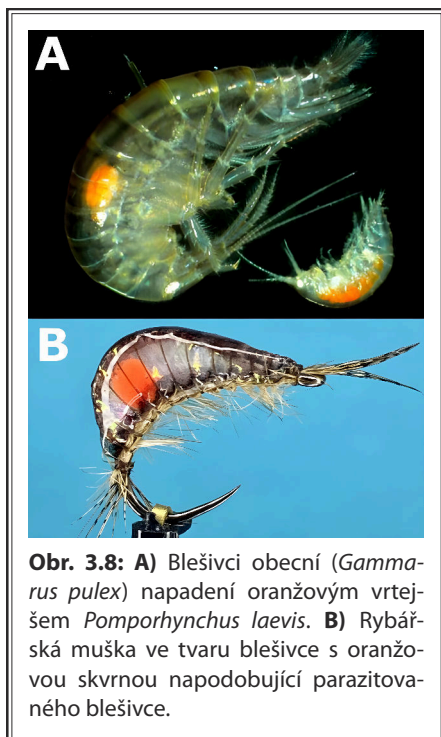 A
B
Obr. 3.8: A) Blešivci obecní (Gamma-
rus pulex) napadení oranžovým vrtej-
šem Pomporhynchus laevis. B) Rybář-
ská muška ve tvaru blešivce s oranžo-
vou skvrnou napodobující parazitova-
ného blešivce.